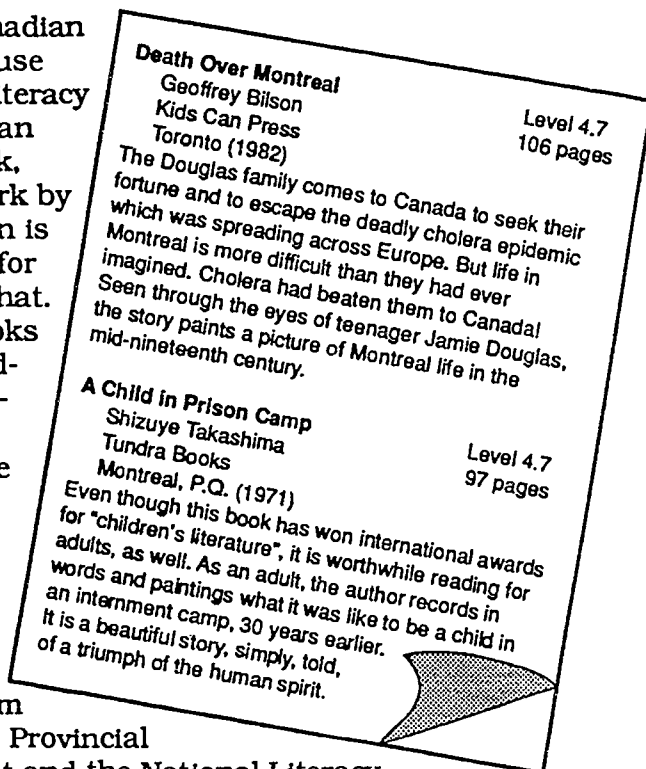 nadian
use
iteracy
an
k,
rk by
n is
for
hat.
oks
d-
-
e
m
Provincial
t and the National Literacy
Death Over Montreal
Geoffrey Bilson
Kids Can Press
Toronto (1982)
Level 4.7
106 pages
The Douglas family comes to Canada to seek their
fortune and to escape the deadly cholera epidemic
which was spreading across Europe. But life in
Montreal is more difficult than they had ever
imagined. Cholera had beaten them to Canada!
Seen through the eyes of teenager Jamie Douglas,
the story paints a picture of Montreal life in the
mid-nineteenth century.
A Child in Prison Camp
Shizuye Takashima
Tundra Books
Montreal, P.Q. (1971)
Level 4.7
97 pages
Even though this book has won international awards
for "children's literature", it is worthwhile reading for
adults, as well. As an adult, the author records in
words and paintings what it was like to be a child in
an internment camp, 30 years earlier.
It is a beautiful story, simply, told,
of a triumph of the human spirit.